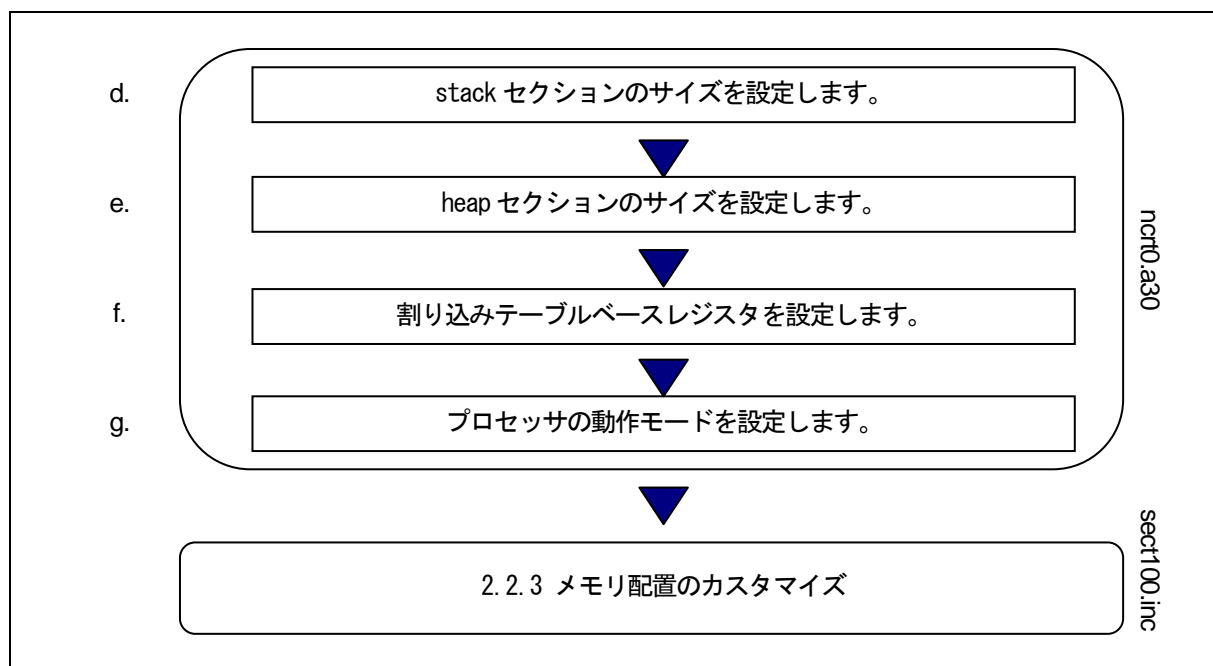 d.
stack セクションのサイズを設定します。
e.
heap セクションのサイズを設定します。
f.
割り込みテーブルベースレジスタを設定します。
g.
プロセッサの動作モードを設定します。
ncrt0.a30
2.2.3 メモリ配置のカスタマイズ
sect100.inc